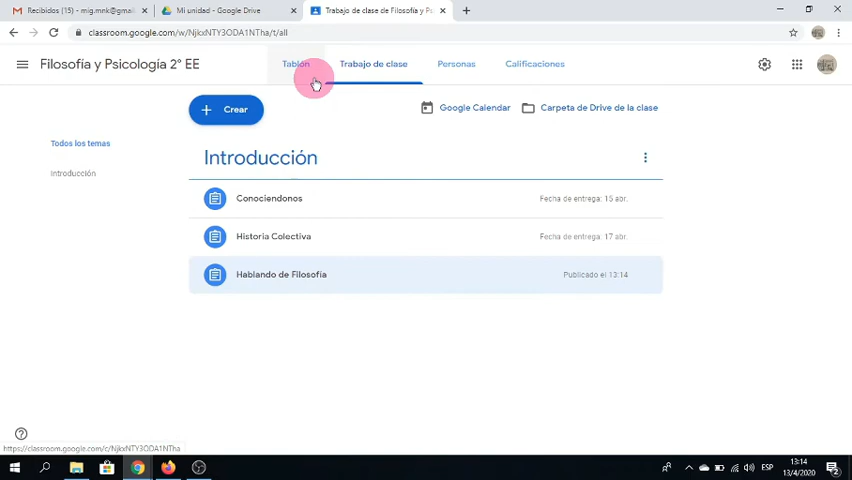 Recibidos (15) - mig.mnk@gmai
Mi unidad - Google Drive
Trabajo de clase de Filosofía y Ps
classroom.google.com/w/NjkxNTY3ODA1NTha/t/all
Filosofía y Psicología 2° EE
Tablón
Trabajo de clase
Personas
Calificaciones
Crear
Google Calendar
Carpeta de Drive de la clase
Todos los temas
Introducción
Introducción
Conociendonos
Fecha de entrega: 15 abr.
Historia Colectiva
Fecha de entrega: 17 abr.
Hablando de Filosofía
Publicado el 13:14
https://classroom.google.com/c/NjkxNTY3ODA1NTha
ESP
13:14
13/4/2020
2